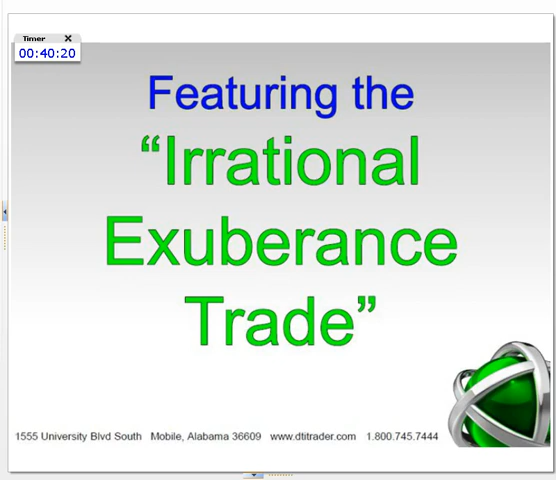 Timer X
00:40:20
Featuring the
“Irrational
Exuberance
Trade”
1555 University Blvd South Mobile, Alabama 36609 www.dtitrader.com 1.800.745.7444